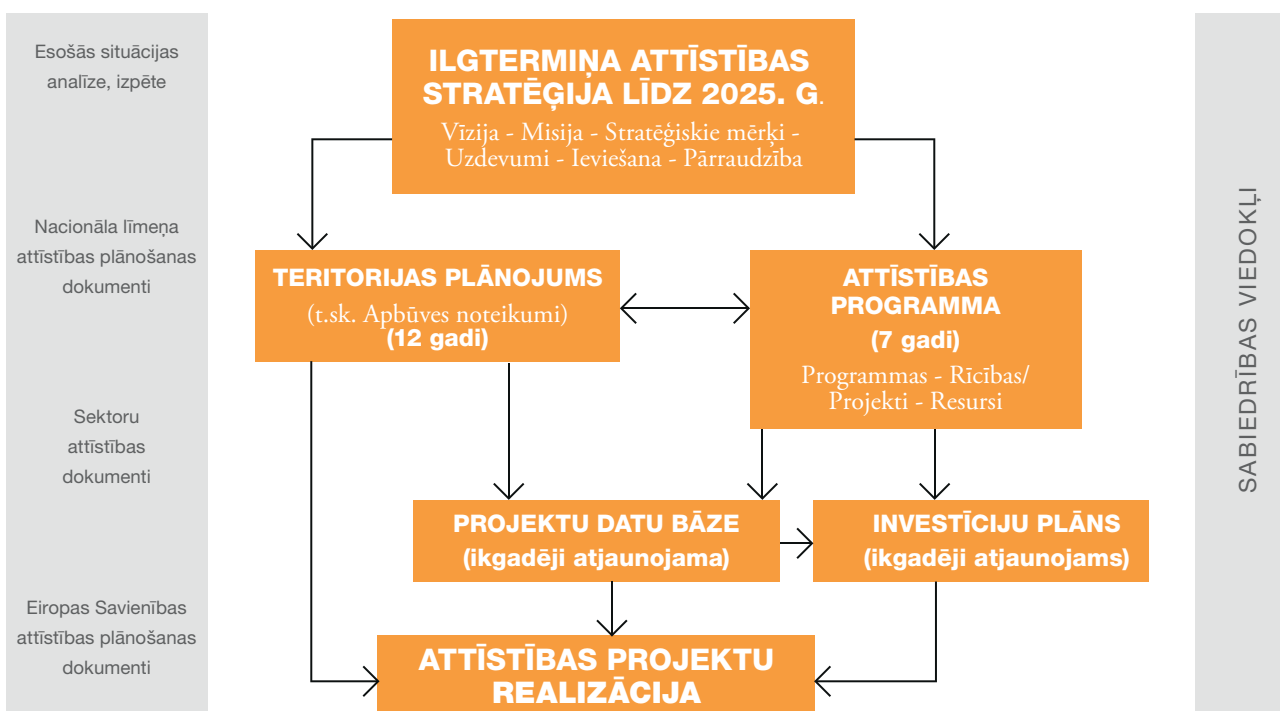 Esošās situācijas
analīze, izpēte
Nacionāla līmeņa
attīstības plānošanas
dokumenti
Sektoru
attīstības
dokumenti
Eiropas Savienības
attīstības plānošanas
dokumenti
ILGTERMIŅA ATTĪSTĪBAS
STRATĒĢIJA LĪDZ 2025. G.
Vīzija - Misija - Stratēģiskie mērķi -
Uzdevumi - Ieviešana - Pārraudzība
TERITORIJAS PLĀNOJUMS
(t.sk. Apbūves noteikumi)
(12 gadi)
ATTĪSTĪBAS
PROGRAMMA
(7 gadi)
Programmas - Rīcības/
Projekti - Resursi
PROJEKTU DATU BĀZE
(ikgadēji atjaunojama)
INVESTĪCIJU PLĀNS
(ikgadēji atjaunojams)
ATTĪSTĪBAS PROJEKTU
REALIZĀCIJA
SABIEDRĪBAS VIEDOKĻI